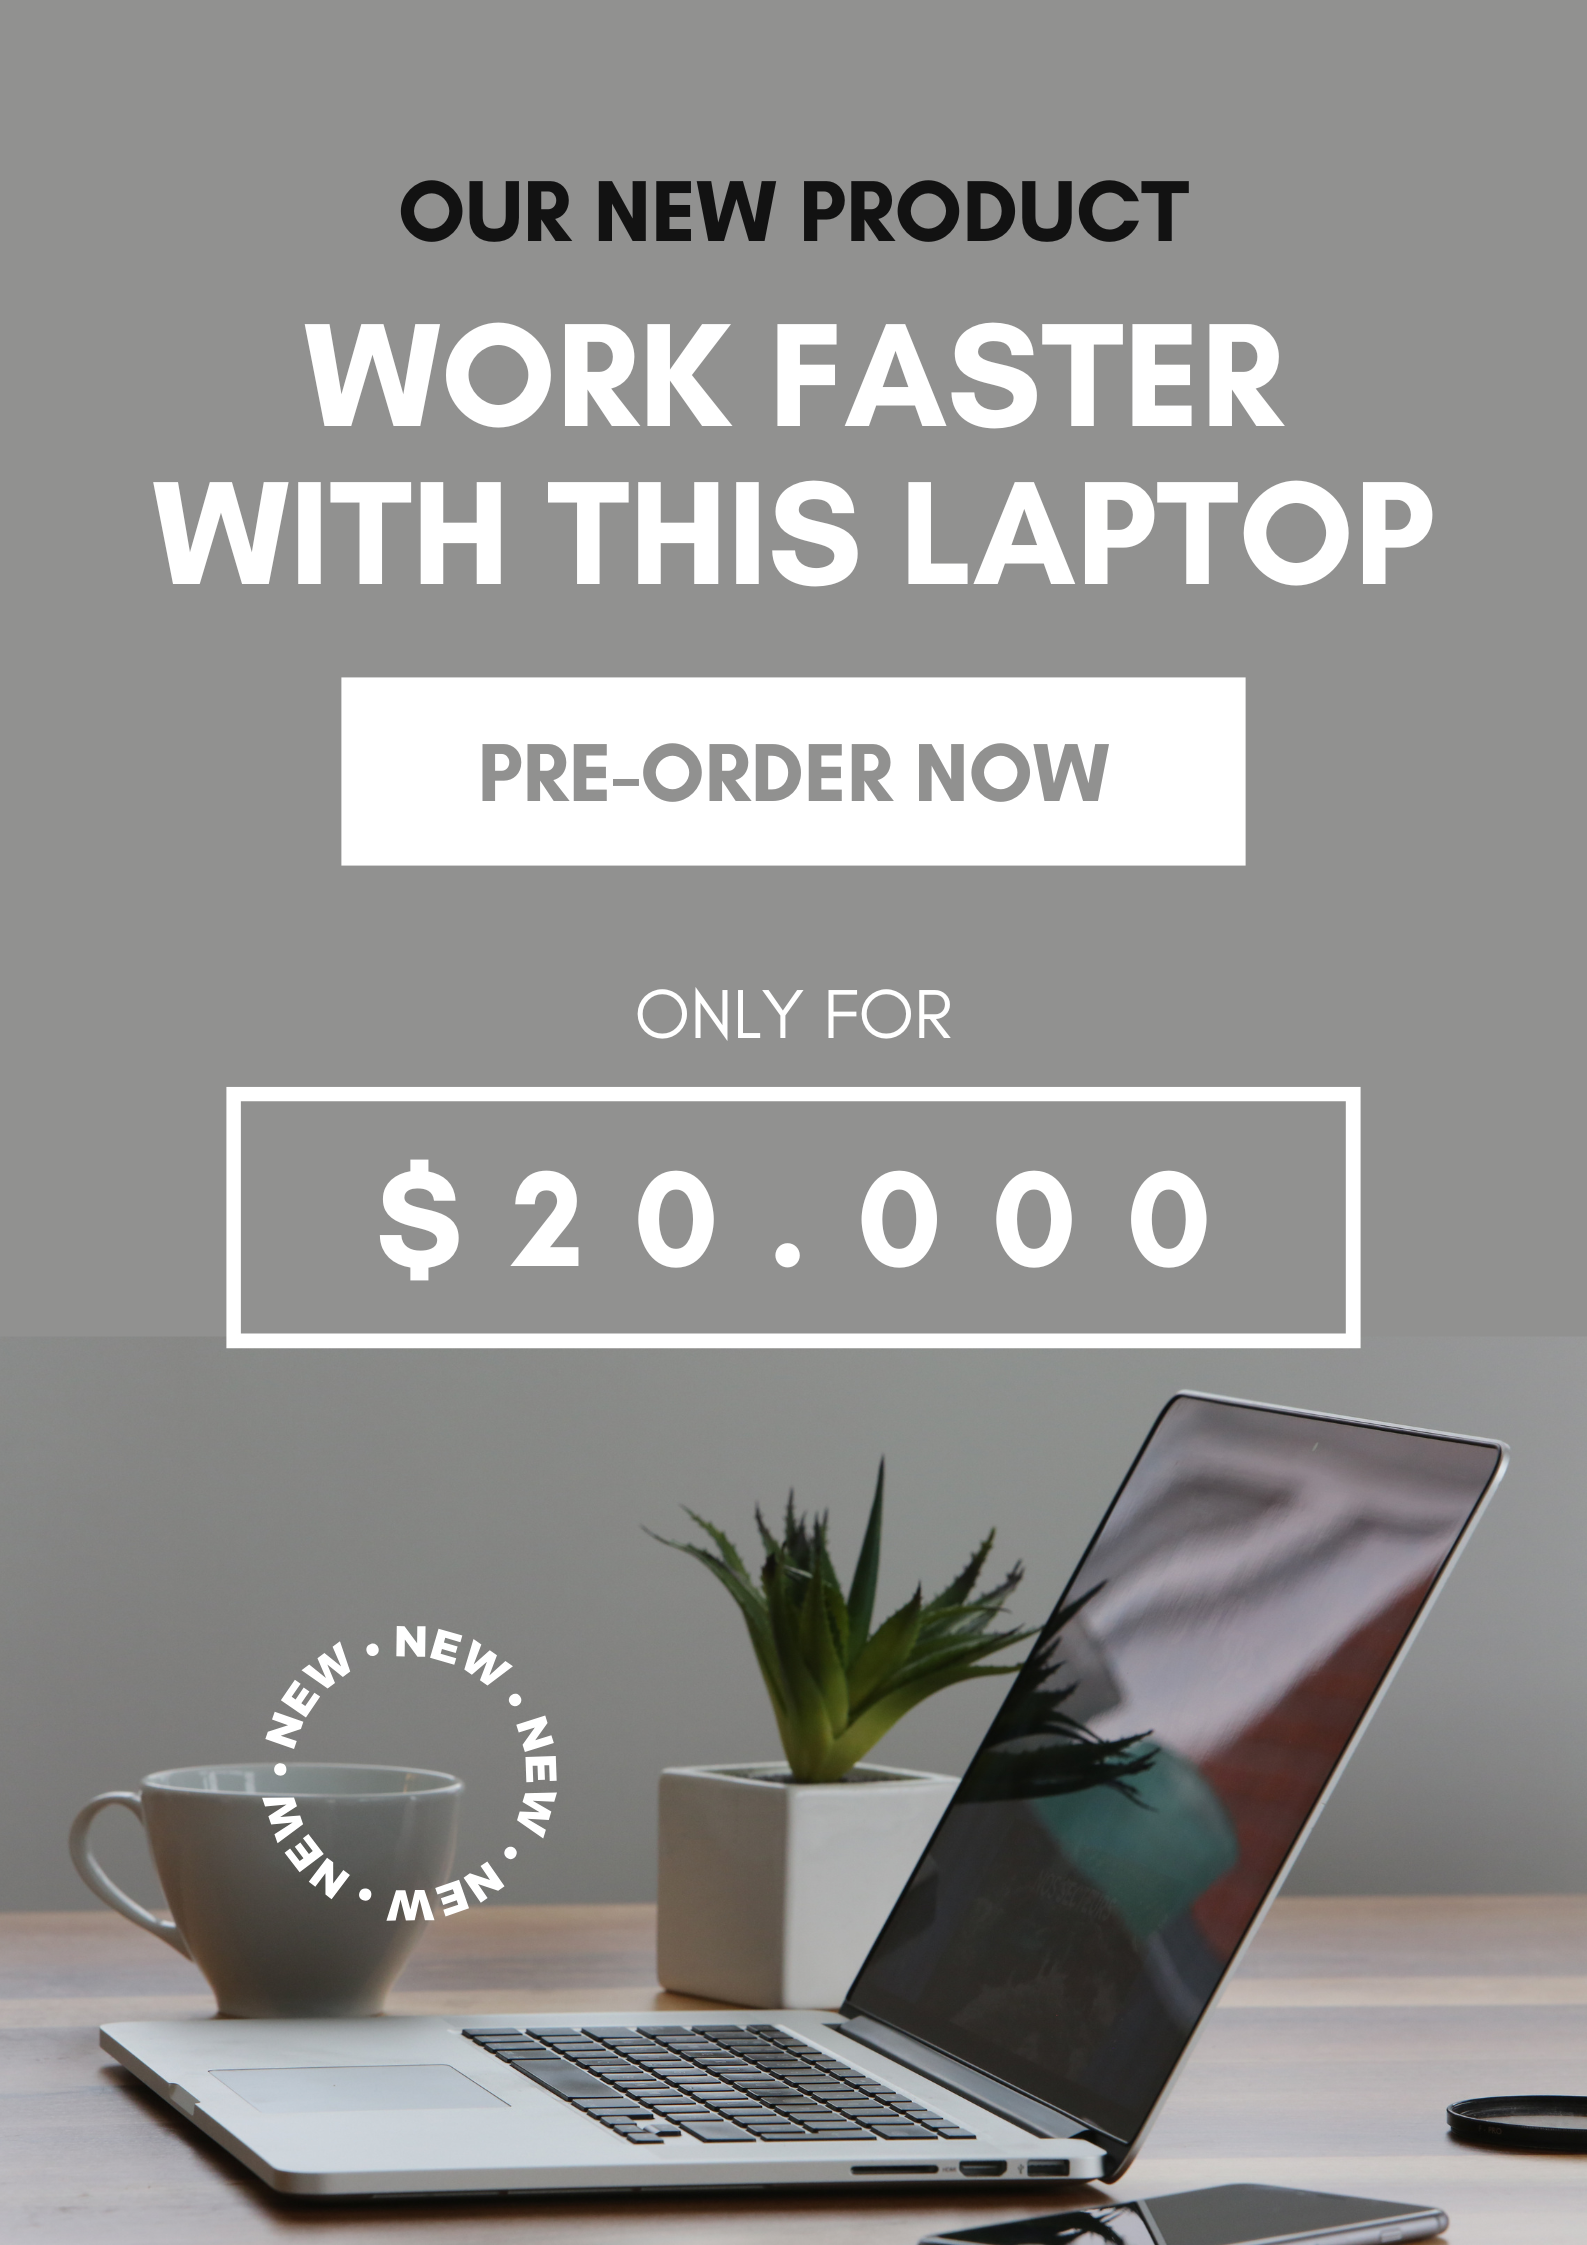 OUR NEW PRODUCT
WORK FASTER
WITH THIS LAPTOP
PRE-ORDER NOW
ONLY FOR
$20.000
NEW • NEW • NEW • NEW • NEW •
HDMI